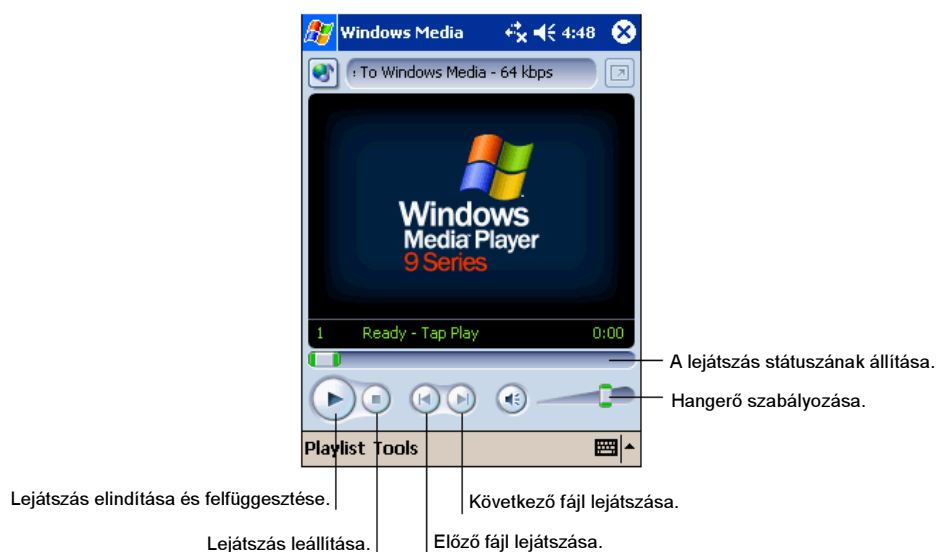 Windows Media 4:48
: To Windows Media - 64 kbps
Windows
Media Player
9 Series
1 Ready - Tap Play 0:00
A lejátszás státuszának állítása.
Hangerő szabályozása.
Playlist Tools
Lejátszás elindítása és felfüggesztése.
Következő fájl lejátszása.
Lejátszás leállítása.
Előző fájl lejátszása.